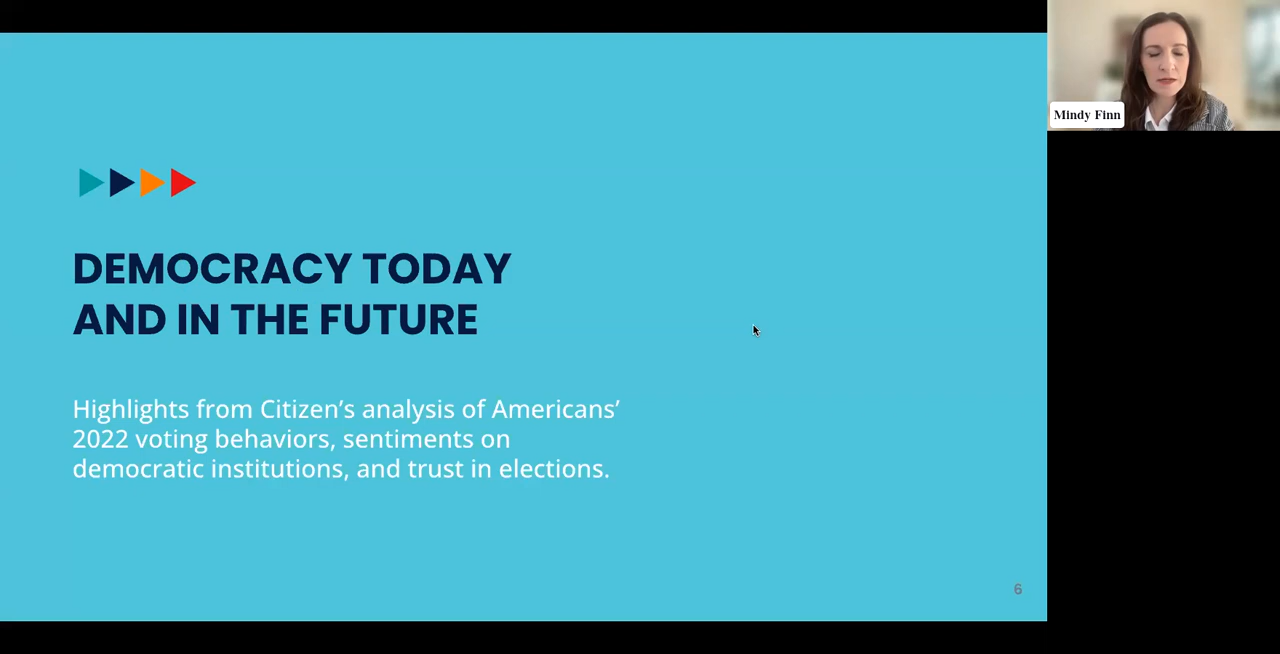 DEMOCRACY TODAY
AND IN THE FUTURE
Highlights from Citizen’s analysis of Americans’
2022 voting behaviors, sentiments on
democratic institutions, and trust in elections.
6
Mindy Finn